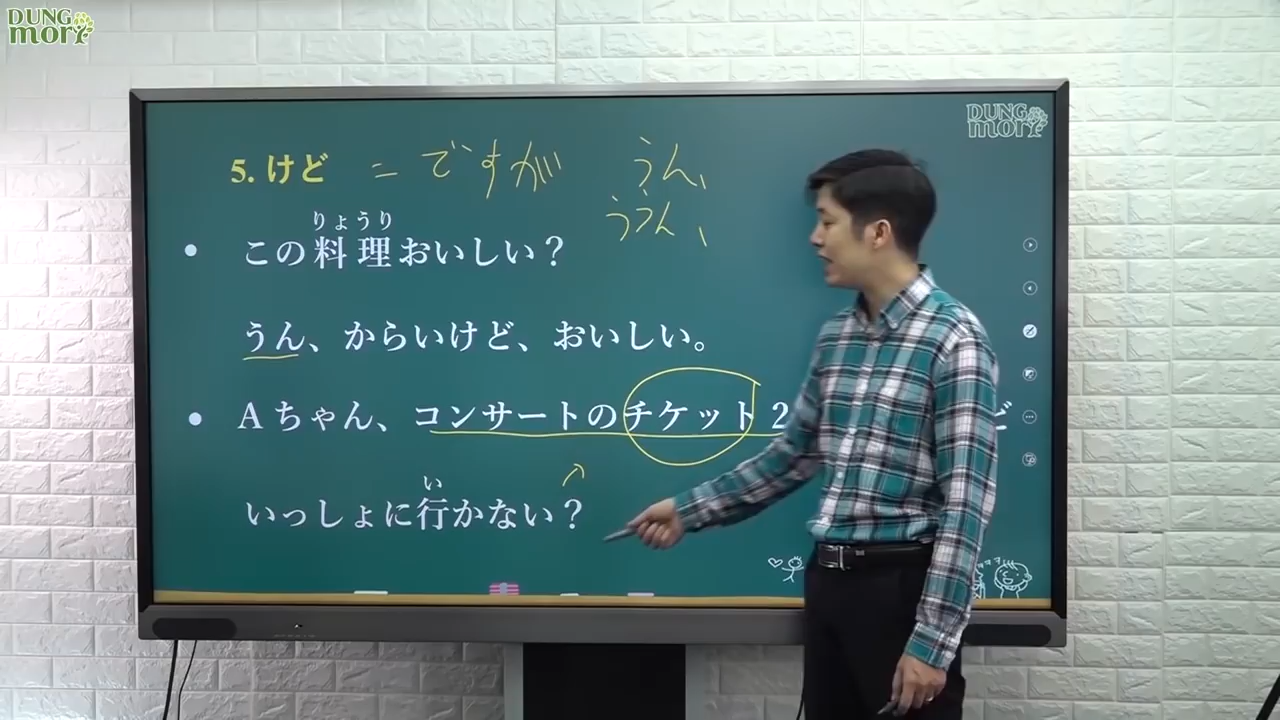 DUNG
mori
DUNG
mori
5. けど = ですが うん、
ううん、
りょうり
この料理おいしい？
うん、からいけど、おいしい。
Aちゃん、コンサートのチケット2 ど
い
いっしょに行かない？